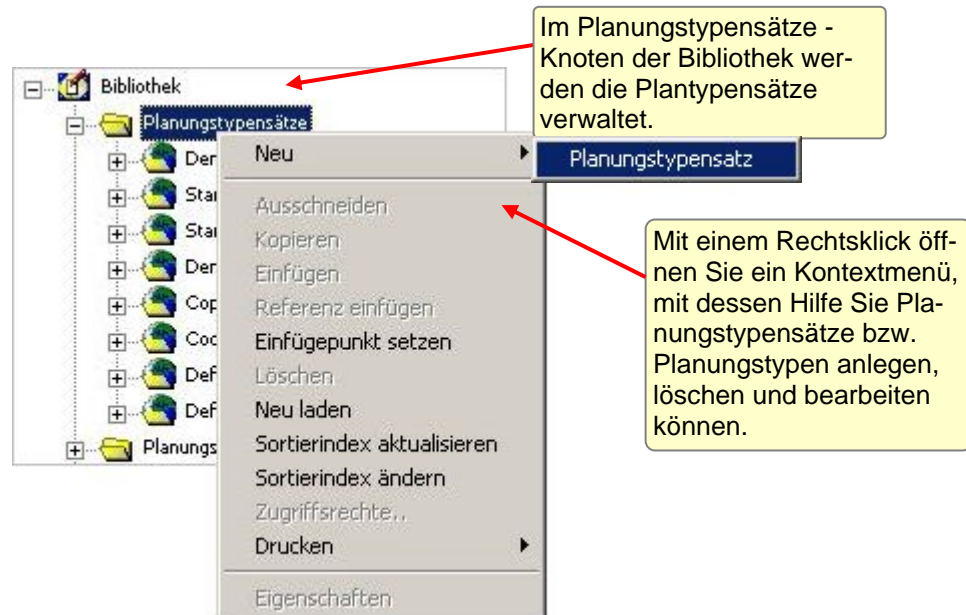 Im Planungstypensätze -
Knoten der Bibliothek wer-
den die Plantypensätze
verwaltet.
Bibliothek
Planungstypensätze
Neu
Planungstypensatz
Der
Star
Ausschneiden
Star
Kopieren
Der
Einfügen
Cop
Referenz einfügen
Coc
Einfügepunkt setzen
Def
Löschen
Def
Neu laden
Planungs
Sortierindex aktualisieren
Sortierindex ändern
Zugriffsrechte..
Drucken
Eigenschaften
Mit einem Rechtsklick öff-
nen Sie ein Kontextmenü,
mit dessen Hilfe Sie Pla-
nungstypensätze bzw.
Planungstypen anlegen,
löschen und bearbeiten
können.